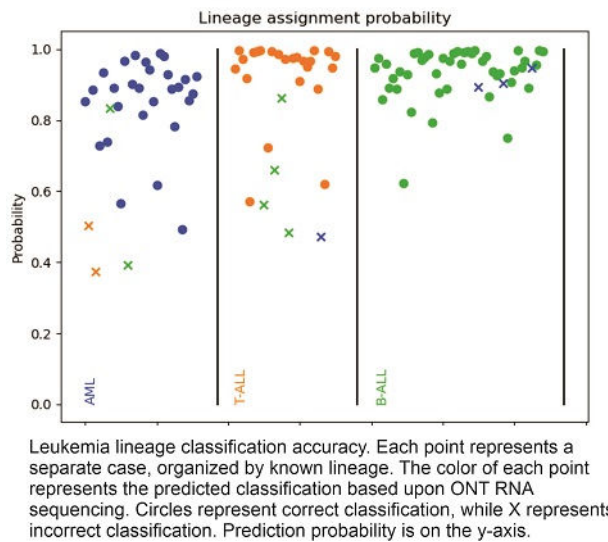 Lineage assignment probability
1.0
0.8
0.6
0.4
0.2
0.0
Probability
AML
T-ALL
B-ALL
Leukemia lineage classification accuracy. Each point represents a
separate case, organized by known lineage. The color of each point
represents the predicted classification based upon ONT RNA
sequencing. Circles represent correct classification, while X represents
incorrect classification. Prediction probability is on the y-axis.